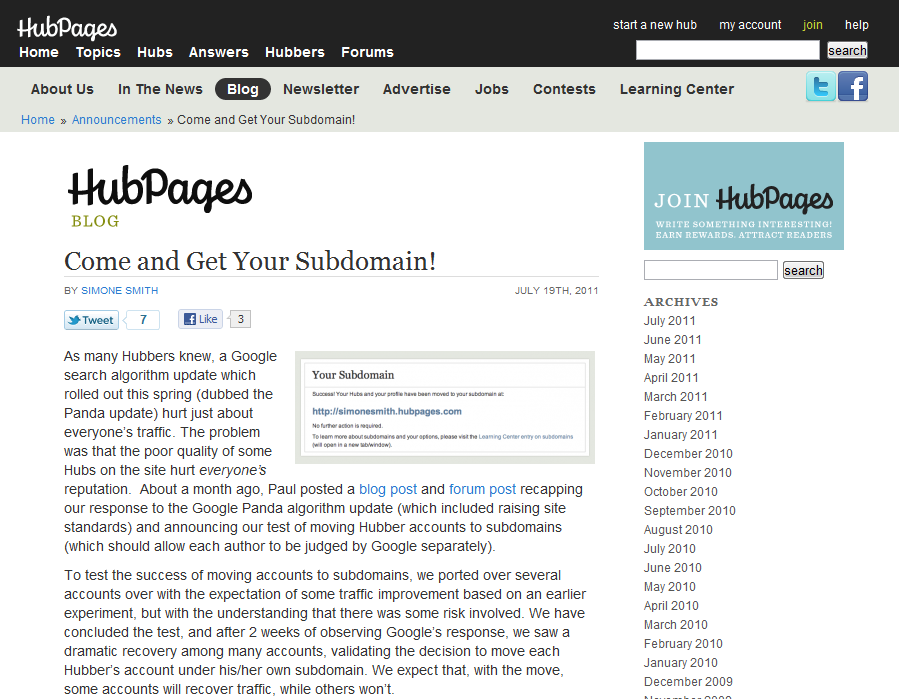 HubPages
start a new hub my account join help
Home Topics Hubs Answers Hubbers Forums
search
About Us In The News Blog Newsletter Advertise Jobs Contests Learning Center
Home » Announcements » Come and Get Your Subdomain!
HubPages
BLOG
Come and Get Your Subdomain!
BY SIMONE SMITH JULY 19TH, 2011
Tweet 7 Like 3
As many Hubbers knew, a Google
search algorithm update which
rolled out this spring (dubbed the
Panda update) hurt just about
everyone's traffic. The problem
was that the poor quality of some
Hubs on the site hurt everyone's
reputation. About a month ago, Paul posted a blog post and forum post recapping
our response to the Google Panda algorithm update (which included raising site
standards) and announcing our test of moving Hubber accounts to subdomains
(which should allow each author to be judged by Google separately).
Your Subdomain
Success! Your Hubs and your profile have been moved to your subdomain at:
http://simonesmith.hubpages.com
No further action is required.
To learn more about subdomains and your options, please visit the Learning Center entry on subdomains
(will open in a new tab/window).
To test the success of moving accounts to subdomains, we ported over several
accounts over with the expectation of some traffic improvement based on an earlier
experiment, but with the understanding that there was some risk involved. We have
concluded the test, and after 2 weeks of observing Google's response, we saw a
dramatic recovery among many accounts, validating the decision to move each
Hubber's account under his/her own subdomain. We expect that, with the move,
some accounts will recover traffic, while others won't.
JOIN HubPages
WRITE SOMETHING INTERESTING!
EARN REWARDS. ATTRACT READERS
search
ARCHIVES
July 2011
June 2011
May 2011
April 2011
March 2011
February 2011
January 2011
December 2010
November 2010
October 2010
September 2010
August 2010
July 2010
June 2010
May 2010
April 2010
March 2010
February 2010
January 2010
December 2009
November 2009